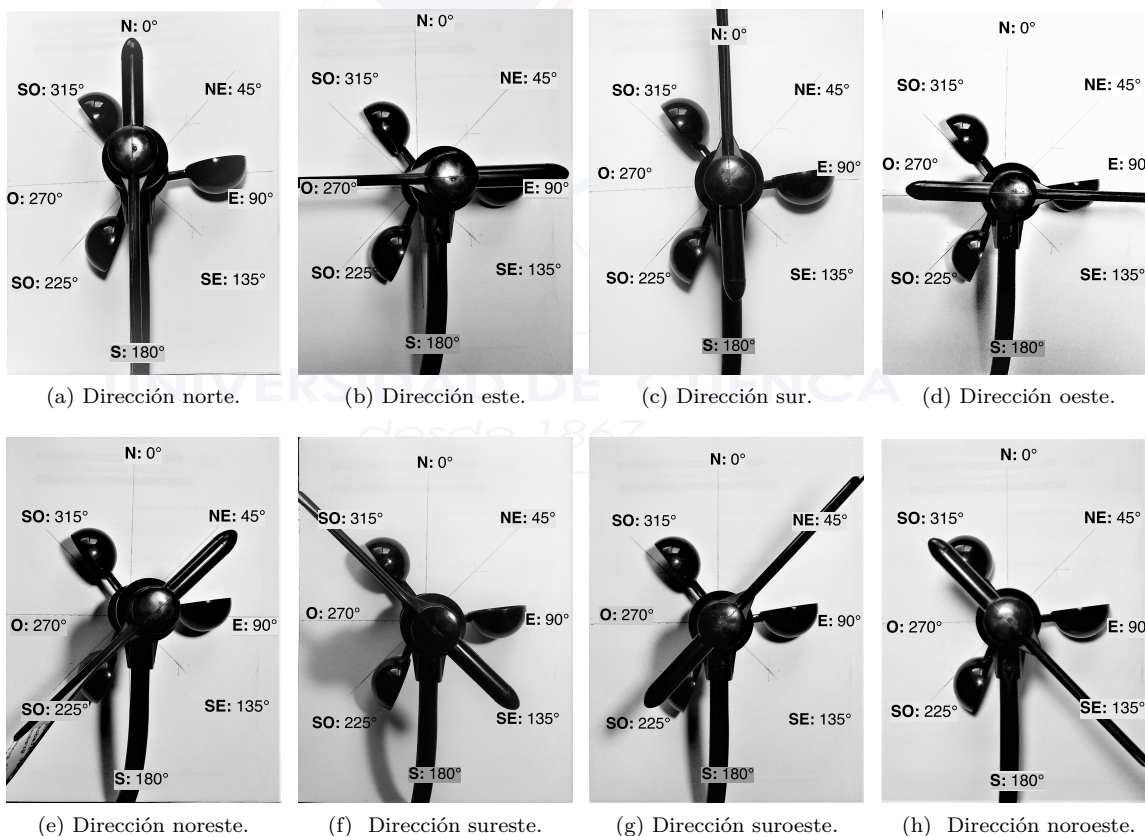 N: 0°
N: 0°
N: 0°
N: 0°
SO: 315°
NE: 45°
SO: 315°
NE: 45°
SO: 315°
NE: 45°
SO: 315°
NE: 45°
O: 270°
E: 90°
O: 270°
E: 90°
O: 270°
E: 90°
O: 270°
E: 90
SO: 225°
SE: 135°
SO: 225°
SE: 135°
SO: 225°
SE: 135°
SO: 225°
SE: 135°
S: 180°
S: 180°
S: 180°
S: 180°
(a) Dirección norte.
(b) Dirección este.
(c) Dirección sur.
(d) Dirección oeste.
UNIVERSIDAD DE CUENCA
desde 1867
N: 0°
N: 0°
N: 0°
N: 0°
SO: 315°
NE: 45°
SO: 315°
NE: 45°
SO: 315°
NE: 45°
SO: 315°
NE: 45°
O: 270°
E: 90°
O: 270°
E: 90°
O: 270°
E: 90°
O: 270°
E: 90
SO: 225°
SE: 135°
SO: 225°
SE: 135°
SO: 225°
SE: 135°
SO: 225°
SE: 135°
S: 180°
S: 180°
S: 180°
S: 180°
(e) Dirección noreste.
(f) Dirección sureste.
(g) Dirección suroeste.
(h) Dirección noroeste.